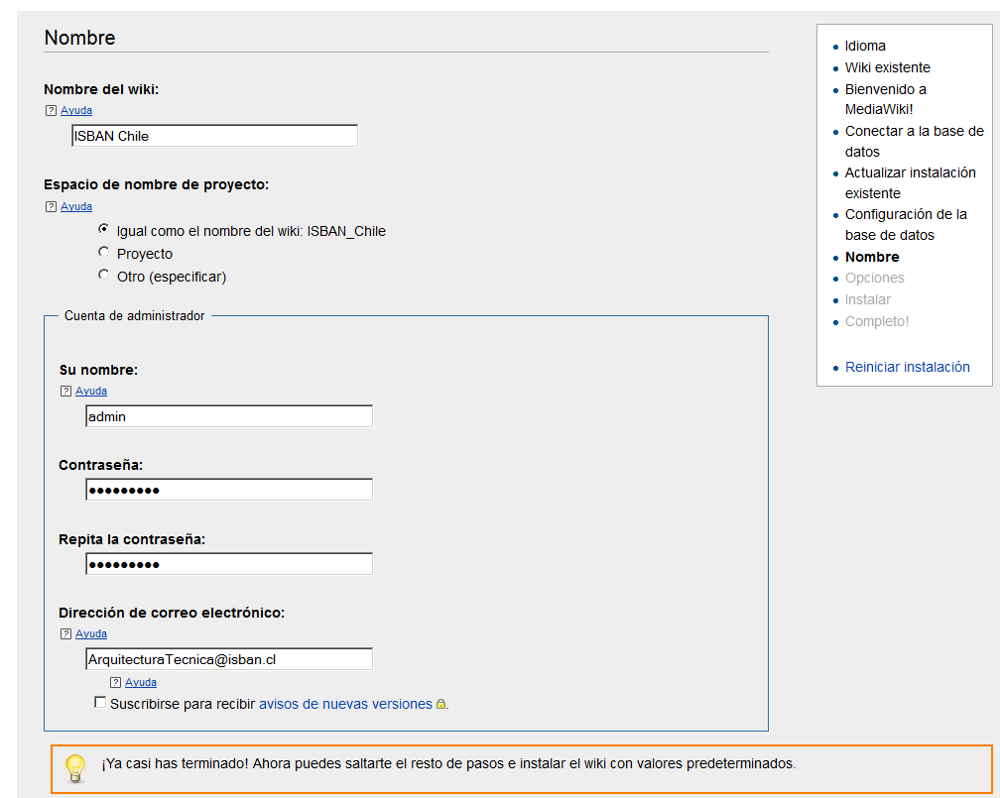 Nombre
Nombre del wiki:
? Ayuda
ISBAN Chile
Espacio de nombre de proyecto:
? Ayuda
Igual como el nombre del wiki: ISBAN_Chile
Proyecto
Otro (especificar)
Cuenta de administrador
Su nombre:
? Ayuda
admin
Contraseña:
●●●●●●●●●
Repita la contraseña:
●●●●●●●●●
Dirección de correo electrónico:
? Ayuda
ArquitecturaTecnica@isban.cl
? Ayuda
Suscribirse para recibir avisos de nuevas versiones.
¡Ya casi has terminado! Ahora puedes saltarte el resto de pasos e instalar el wiki con valores predeterminados.
Idioma
Wiki existente
Bienvenido a
MediaWiki!
Conectar a la base de
datos
Actualizar instalación
existente
Configuración de la
base de datos
Nombre
Opciones
Instalar
Completo!
Reiniciar instalación